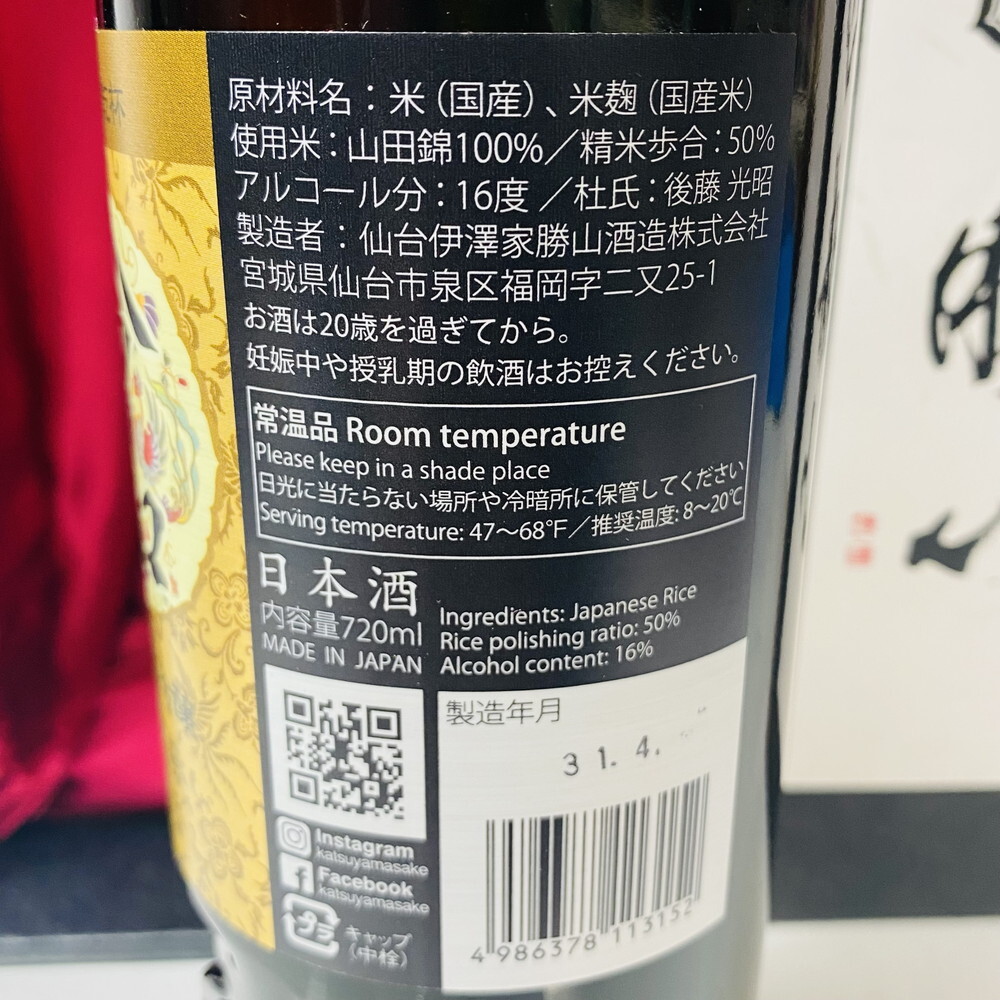 原材料名：米（国産）、米麹（国産米）
使用米：山田錦100%／精米歩合：50%
アルコール分：16度 ／杜氏：後藤 光昭
製造者：仙台伊澤家勝山酒造株式会社
宮城県仙台市泉区福岡字二又25-1
お酒は20歳を過ぎてから。
妊娠中や授乳期の飲酒はお控えください。
常温品 Room temperature
Please keep in a shade place
日光に当たらない場所や冷暗所に保管してください
Serving temperature: 47～68°F／推奨温度：8～20℃
日本酒
内容量720ml
MADE IN JAPAN
Ingredients: Japanese Rice
Rice polishing ratio: 50%
Alcohol content: 16%
製造年月
31.4.
Instagram
katsuyamasake
Facebook
katsuyamasake
プラ
キャップ
（中栓）
4 986378 113152